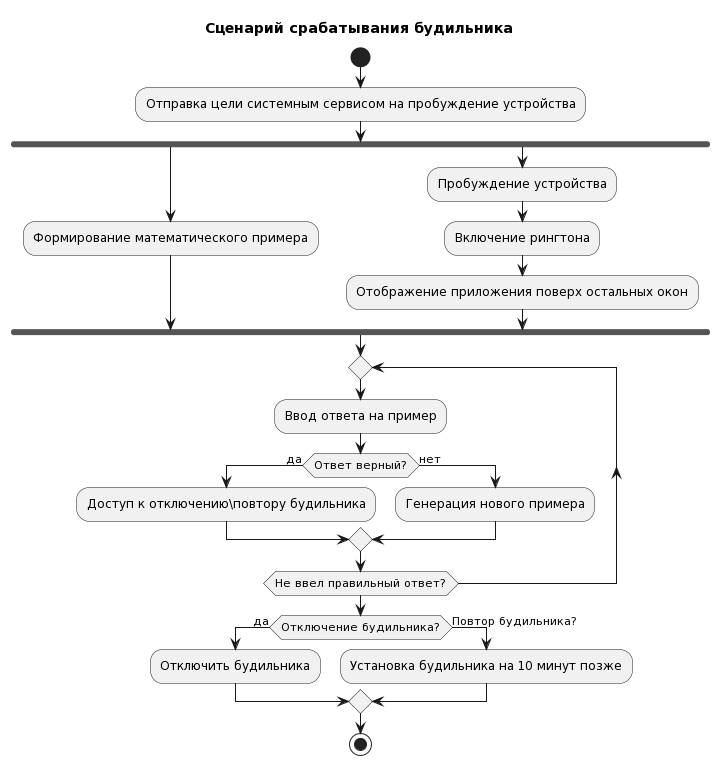 Сценарий срабатывания будильника
Отправка цели системным сервисом на пробуждение устройства
Пробуждение устройства
Формирование математического примера
Включение рингтона
Отображение приложения поверх остальных окон
Ввод ответа на пример
да
Ответ верный?
нет
Доступ к отключению\повтору будильника
Генерация нового примера
Не ввел правильный ответ?
да
Отключение будильника?
Повтор будильника?
Отключить будильника
Установка будильника на 10 минут позже